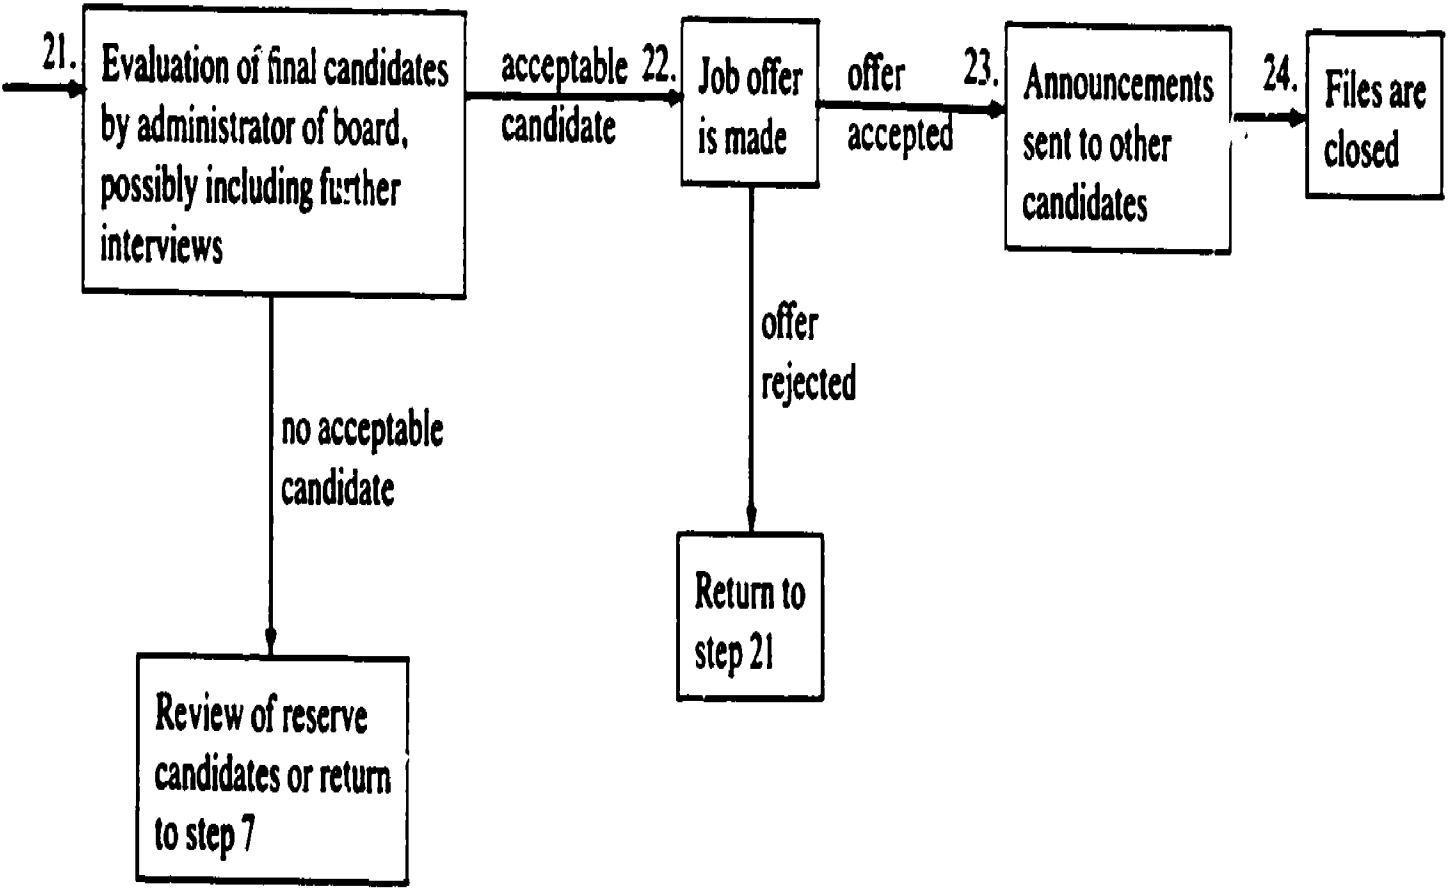 21.
Evaluation of final candidates
by administrator of board,
possibly including further
interviews
acceptable
candidate
22.
Job offer
is made
offer
accepted
23.
Announcements
sent to other
candidates
24.
Files are
closed
no acceptable
candidate
offer
rejected
Return to
step 21
Review of reserve
candidates or return
to step 7